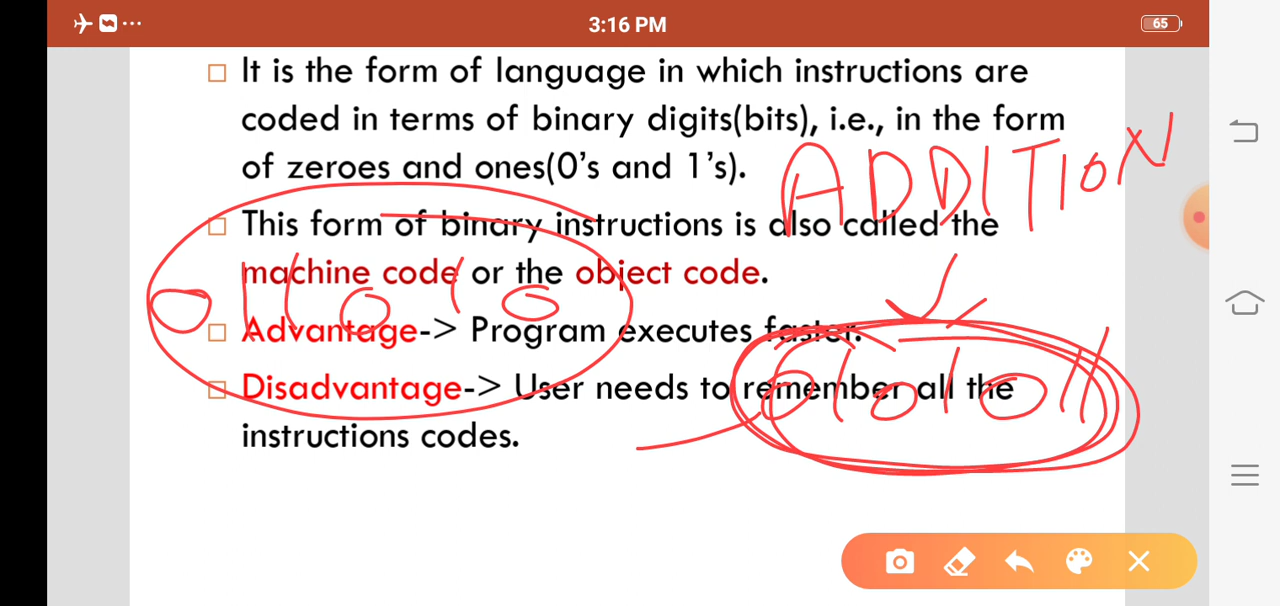 3:16 PM
65
It is the form of language in which instructions are
coded in terms of binary digits(bits), i.e., in the form
of zeroes and ones(0's and 1's).
ADDITION
This form of binary instructions is also called the
machine code or the object code.
011010
Advantage-> Program executes faster.
Disadvantage-> User needs to remember all the
0101011
instructions codes.